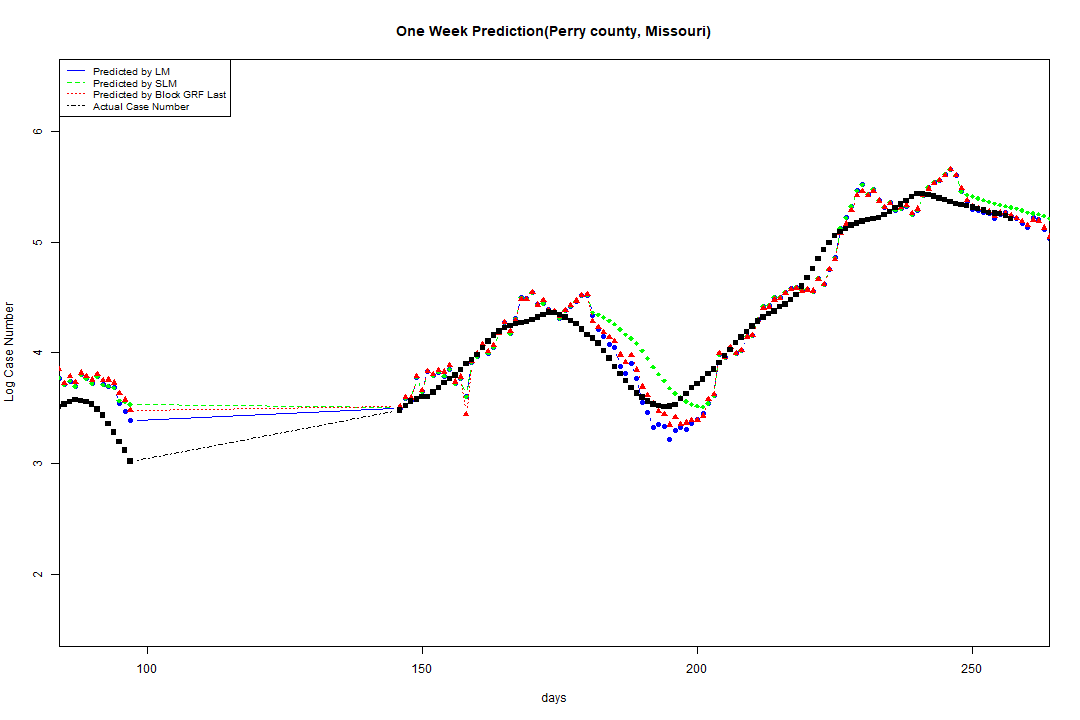 One Week Prediction(Perry county, Missouri)
Predicted by LM
Predicted by SLM
Predicted by Block GRF Last
Actual Case Number
6
5
4
3
2
Log Case Number
100 150 200 250
days